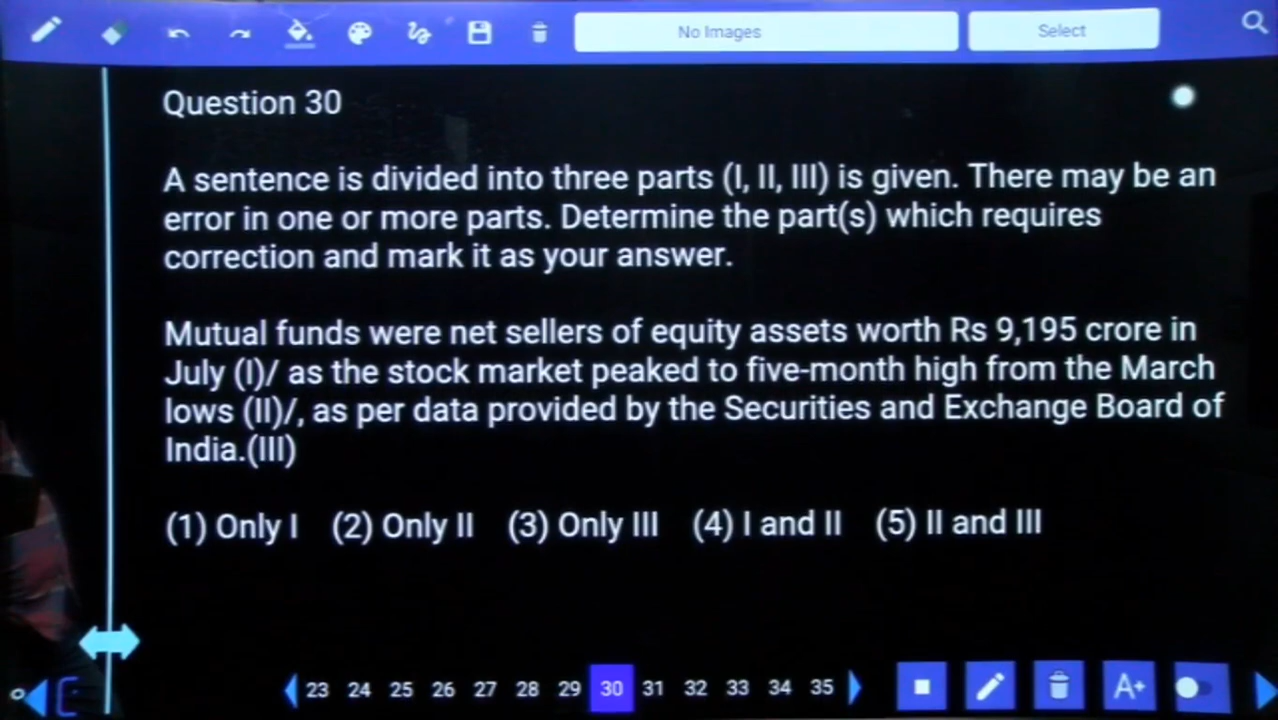 No Images
Select
Question 30
A sentence is divided into three parts (I, II, III) is given. There may be an
error in one or more parts. Determine the part(s) which requires
correction and mark it as your answer.
Mutual funds were net sellers of equity assets worth Rs 9,195 crore in
July (I)/ as the stock market peaked to five-month high from the March
lows (II)/, as per data provided by the Securities and Exchange Board of
India.(III)
(1) Only I (2) Only II (3) Only III (4) I and II (5) II and III
23 24 25 26 27 28 29 30 31 32 33 34 35
A+